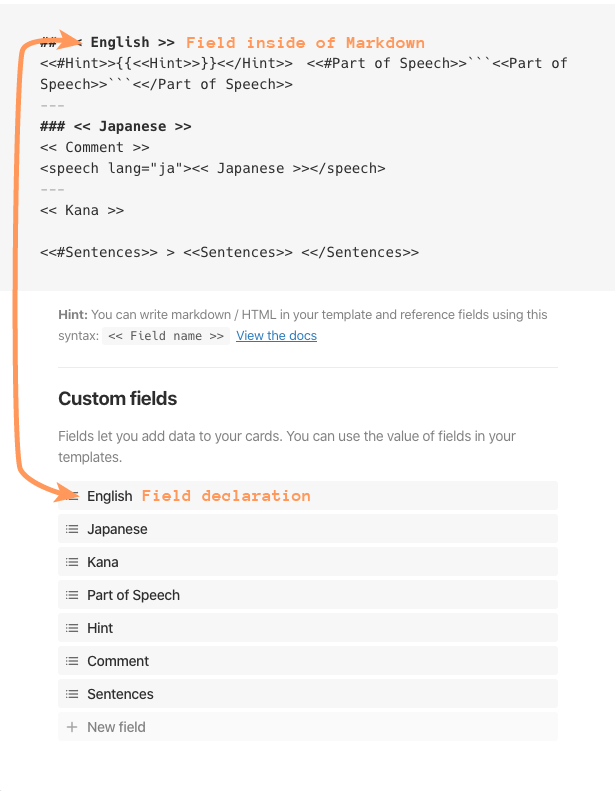 ## << English >> Field inside of Markdown
<<#Hint>>{{<<Hint>>}}<</Hint>> <<#Part of Speech>>```<<Part of
Speech>>```<</Part of Speech>>
---
### << Japanese >>
<< Comment >>
<speech lang="ja"><< Japanese >></speech>
---
<< Kana >>
<<#Sentences>> > <<Sentences>> <</Sentences>>
Hint: You can write markdown / HTML in your template and reference fields using this
syntax: << Field name >> View the docs
Custom fields
Fields let you add data to your cards. You can use the value of fields in your
templates.
English Field declaration
Japanese
Kana
Part of Speech
Hint
Comment
Sentences
+ New field